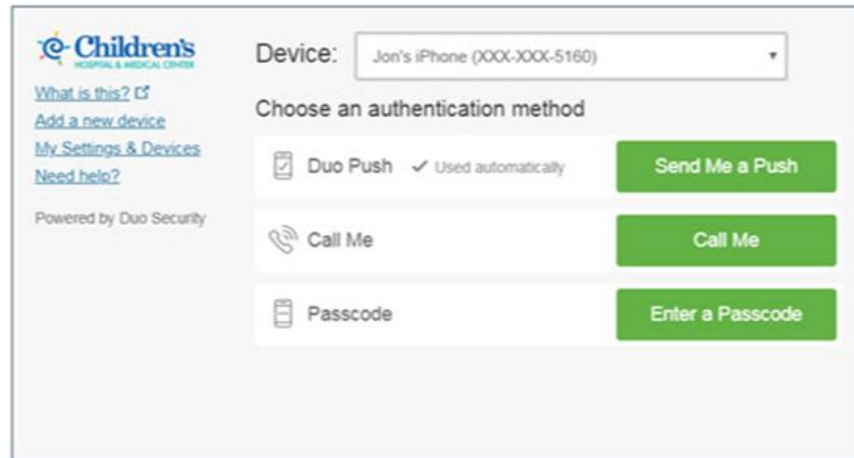 Children's
HOSPITAL & MEDICAL CENTER
What is this?
Add a new device
My Settings & Devices
Need help?
Powered by Duo Security
Device: Jon's iPhone (XXX-XXX-5160)
Choose an authentication method
Duo Push Used automatically Send Me a Push
Call Me Call Me
Passcode Enter a Passcode